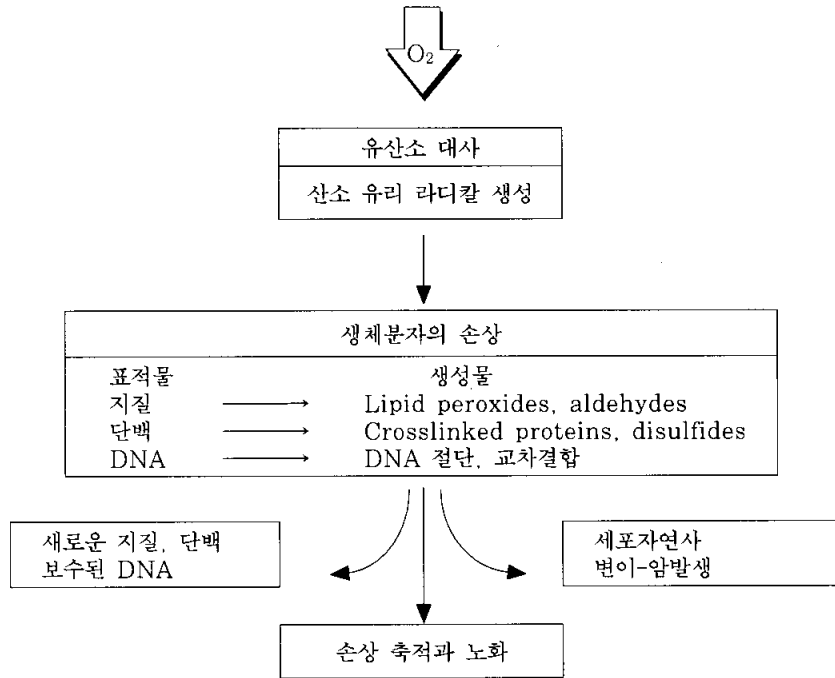 O₂
유산소 대사
산소 유리 라디칼 생성
생체분자의 손상
표적물 생성물
지질 Lipid peroxides, aldehydes
단백 Crosslinked proteins, disulfides
DNA DNA 절단, 교차결합
새로운 지질, 단백
보수된 DNA
세포자연사
변이-암발생
손상 축적과 노화